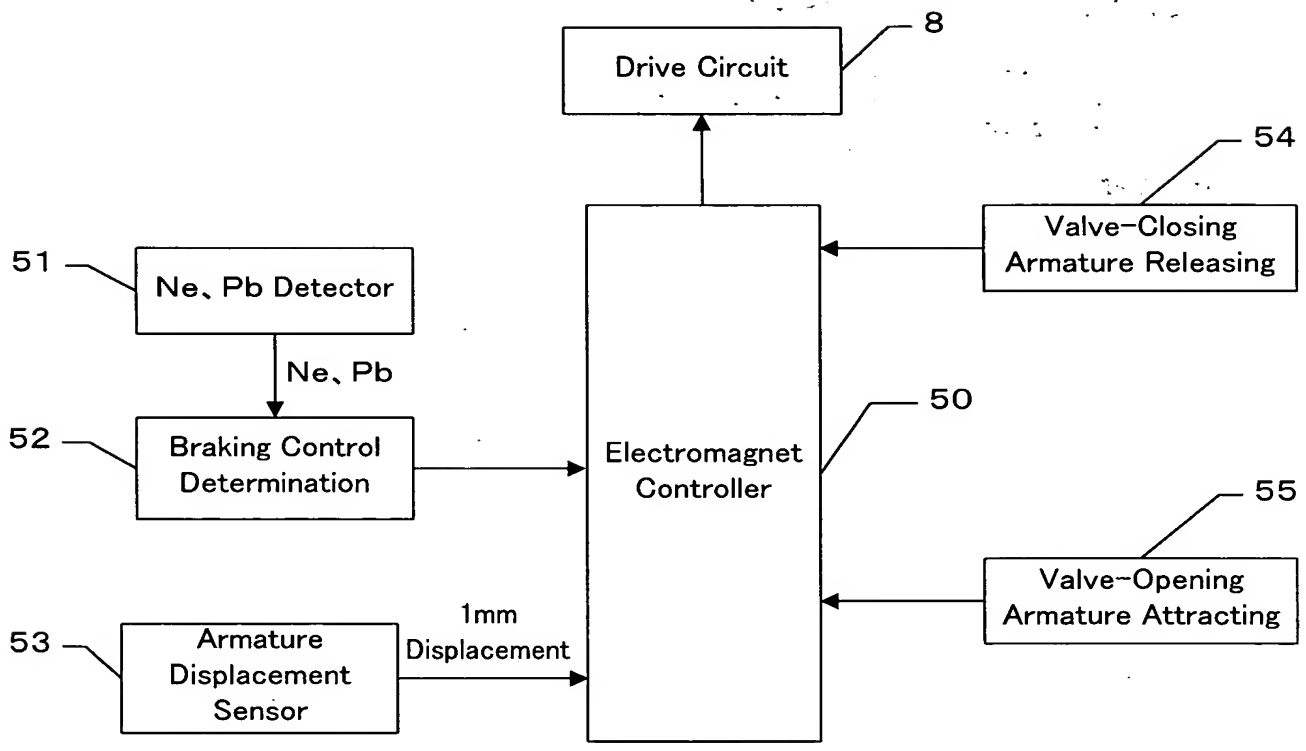 8
Drive Circuit
54
Valve-Closing
Armature Releasing
51
Ne、Pb Detector
Ne、Pb
52
Braking Control
Determination
50
Electromagnet
Controller
55
Valve-Opening
Armature Attracting
53
Armature
Displacement
Sensor
1mm
Displacement